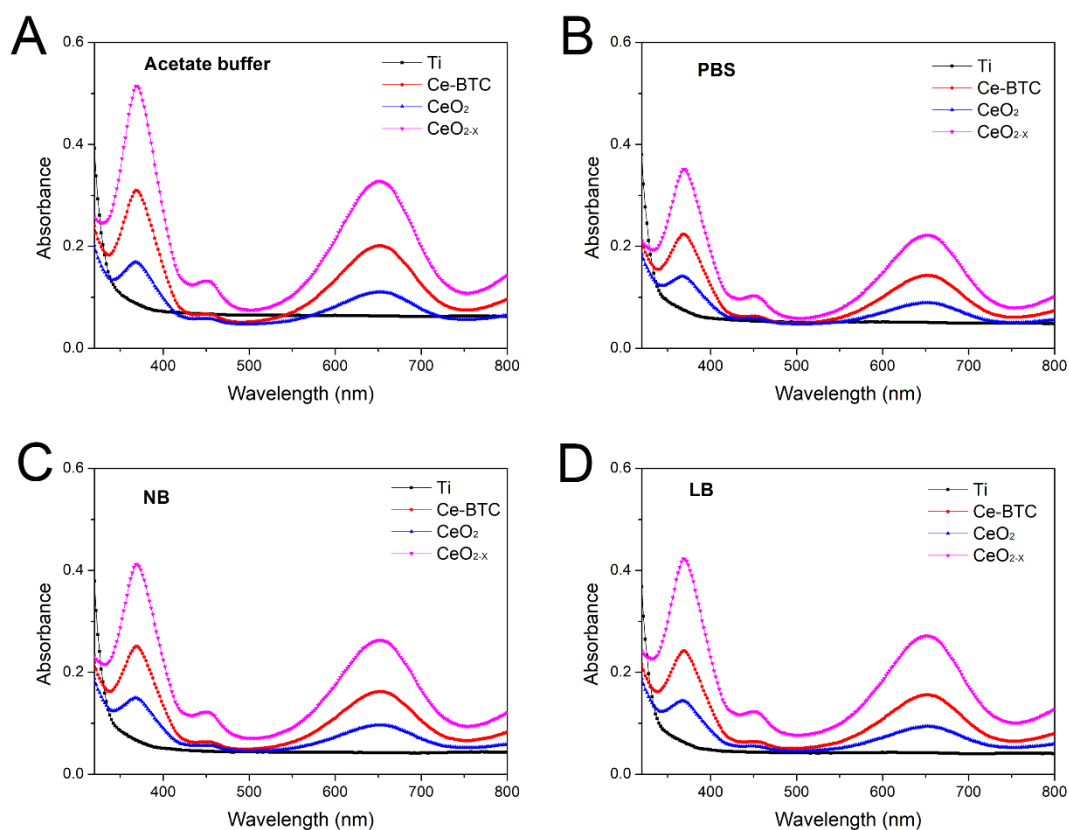 A
Acetate buffer
Ti
Ce-BTC
CeO₂
CeO₂₋ₓ
0.6
0.4
0.2
0.0
Absorbance
400 500 600 700 800
Wavelength (nm)
B
PBS
Ti
Ce-BTC
CeO₂
CeO₂₋ₓ
0.6
0.4
0.2
0.0
Absorbance
400 500 600 700 800
Wavelength (nm)
C
NB
Ti
Ce-BTC
CeO₂
CeO₂₋ₓ
0.6
0.4
0.2
0.0
Absorbance
400 500 600 700 800
Wavelength (nm)
D
LB
Ti
Ce-BTC
CeO₂
CeO₂₋ₓ
0.6
0.4
0.2
0.0
Absorbance
400 500 600 700 800
Wavelength (nm)